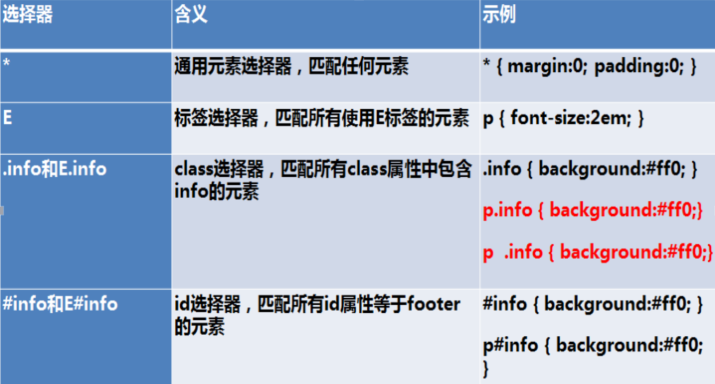 选择器 含义 示例
* 通用元素选择器，匹配任何元素 * { margin:0; padding:0; }
E 标签选择器，匹配所有使用E标签的元素 p { font-size:2em; }
.info和E.info class选择器，匹配所有class属性中包含 .info { background:#ff0; }
info的元素
p.info { background:#ff0;}
p .info { background:#ff0;}
#info和E#info id选择器，匹配所有id属性等于footer #info { background:#ff0; }
的元素
p#info { background:#ff0;
}